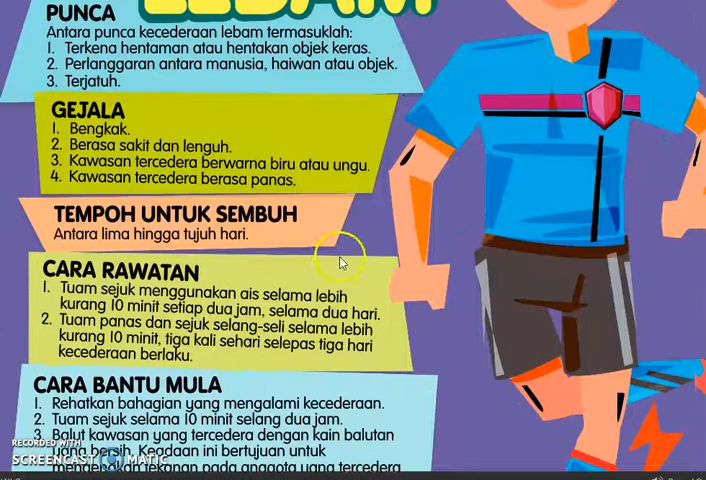 LEBAM
PUNCA
Antara punca kecederaan lebam termasuklah:
1. Terkena hentaman atau hentakan objek keras.
2. Perlanggaran antara manusia, haiwan atau objek.
3. Terjatuh.
GEJALA
1. Bengkak.
2. Berasa sakit dan lenguh.
3. Kawasan tercedera berwarna biru atau ungu.
4. Kawasan tercedera berasa panas.
TEMPOH UNTUK SEMBUH
Antara lima hingga tujuh hari.
CARA RAWATAN
1. Tuam sejuk menggunakan ais selama lebih
kurang 10 minit setiap dua jam, selama dua hari.
2. Tuam panas dan sejuk selang-seli selama lebih
kurang 10 minit, tiga kali sehari selepas tiga hari
kecederaan berlaku.
CARA BANTU MULA
1. Rehatkan bahagian yang mengalami kecederaan.
2. Tuam sejuk selama 10 minit selang dua jam.
3. Balut kawasan yang tercedera dengan kain balutan
yang bersih. Keadaan ini bertujuan untuk
mengenakan tekanan pada anggota yang tercedera
RECORDED WITH
SCREENCAST MATIC